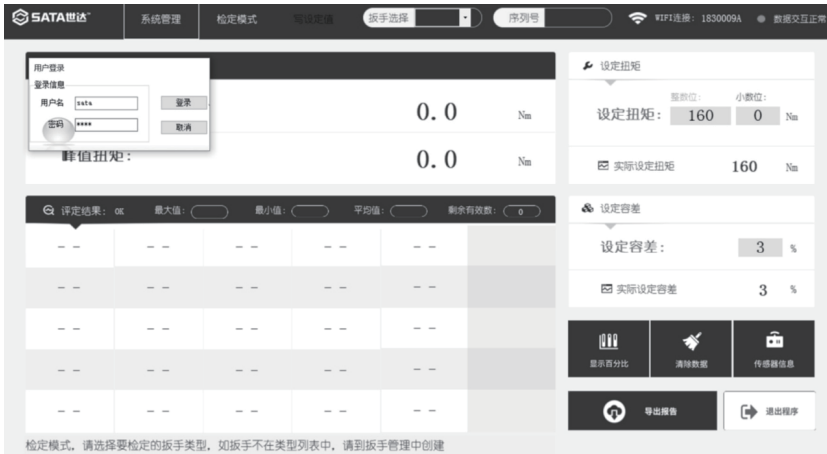 SATA世达 系统管理 检定模式 写设定值 扳手选择 序列号 WIFI连接: 1830009A 数据交互正常
用户登录
登录信息
用户名 sata 登录
密码 **** 取消
0.0 Nm
峰值扭矩: 0.0 Nm
设定扭矩
整数位: 小数位:
设定扭矩: 160 0 Nm
实际设定扭矩 160 Nm
评定结果: OK 最大值: 最小值: 平均值: 剩余有效数: 0
设定容差
设定容差: 3 %
实际设定容差 3 %
-- -- -- -- --
-- -- -- -- --
-- -- -- -- --
-- -- -- -- --
-- -- -- -- --
显示百分比 清除数据 传感器信息
导出报告 退出程序
检定模式, 请选择要检定的扳手类型, 如扳手不在类型列表中, 请到扳手管理中创建